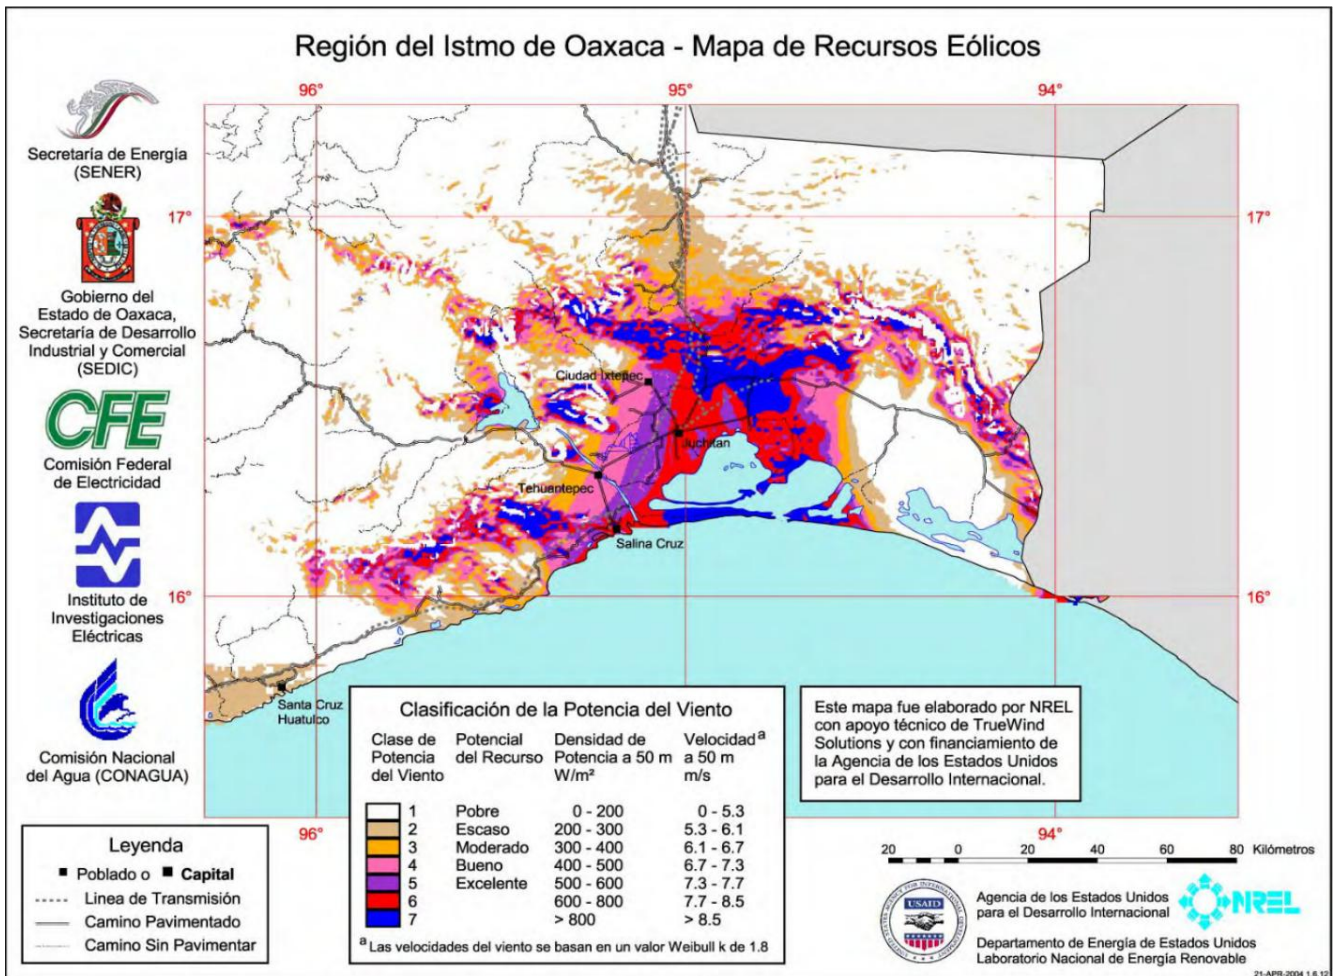 Región del Istmo de Oaxaca - Mapa de Recursos Eólicos
96°
95°
94°
Secretaría de Energía
(SENER)
17°
17°
Gobierno del
Estado de Oaxaca,
Secretaría de Desarrollo
Industrial y Comercial
(SEDIC)
CFE
Comisión Federal
de Electricidad
Instituto de
Investigaciones
Eléctricas
Comisión Nacional
del Agua (CONAGUA)
Ciudad Ixtepec
Juchitan
Tehuantepec
Salina Cruz
16°
16°
Santa Cruz
Huatulco
96°
94°
Clasificación de la Potencia del Viento
Clase de Potencia del Viento
Potencial del Recurso
Densidad de Potencia a 50 m W/m²
Velocidad a a 50 m m/s
1 Pobre 0 - 200 0 - 5.3
2 Escaso 200 - 300 5.3 - 6.1
3 Moderado 300 - 400 6.1 - 6.7
4 Bueno 400 - 500 6.7 - 7.3
5 Excelente 500 - 600 7.3 - 7.7
6 600 - 800 7.7 - 8.5
7 > 800 > 8.5
a Las velocidades del viento se basan en un valor Weibull k de 1.8
Este mapa fue elaborado por NREL
con apoyo técnico de TrueWind
Solutions y con financiamiento de
la Agencia de los Estados Unidos
para el Desarrollo Internacional.
Leyenda
Poblado o Capital
Linea de Transmisión
Camino Pavimentado
Camino Sin Pavimentar
20 0 20 40 60 80 Kilómetros
USAID
Agencia de los Estados Unidos
para el Desarrollo Internacional
NREL
Departamento de Energía de Estados Unidos
Laboratorio Nacional de Energía Renovable
21-APR-2004 1.6.12